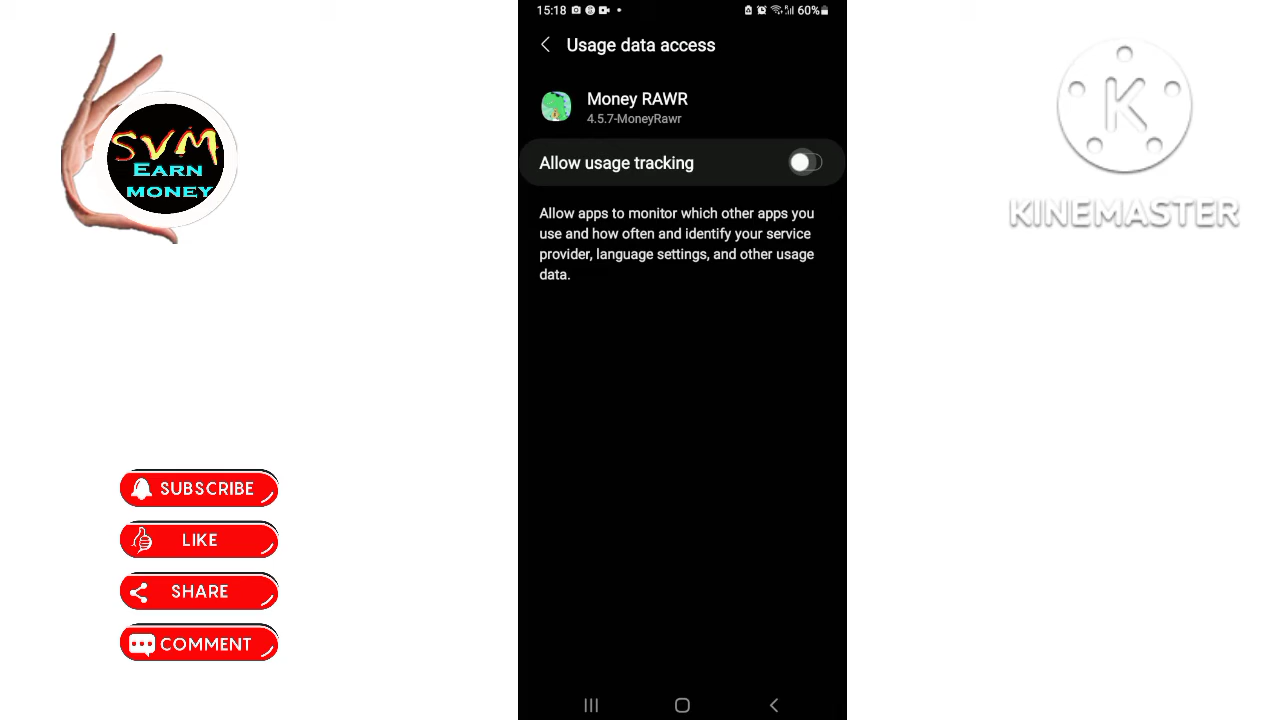 SVM
EARN
MONEY
SUBSCRIBE
LIKE
SHARE
COMMENT
15:18
60%
Usage data access
Money RAWR
4.5.7-MoneyRawr
Allow usage tracking
Allow apps to monitor which other apps you
use and how often and identify your service
provider, language settings, and other usage
data.
K
KINEMASTER